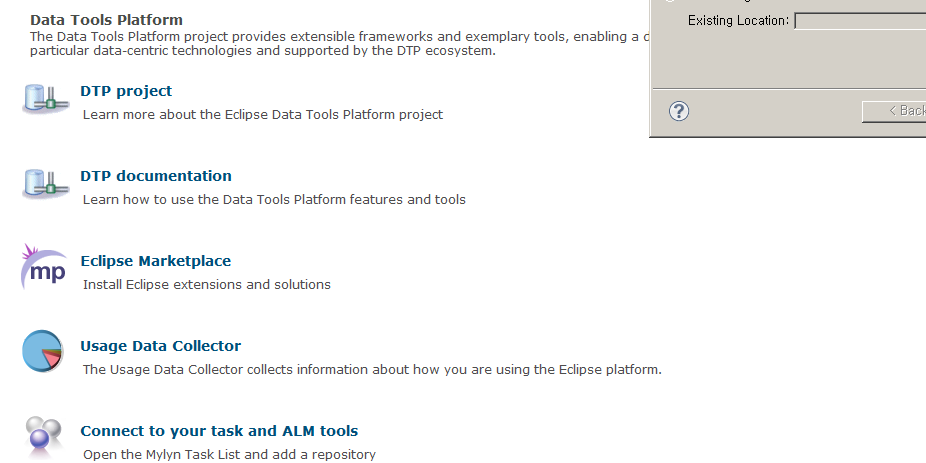 Data Tools Platform
The Data Tools Platform project provides extensible frameworks and exemplary tools, enabling a
particular data-centric technologies and supported by the DTP ecosystem.
Existing Location:
?
< Back
DTP project
Learn more about the Eclipse Data Tools Platform project
DTP documentation
Learn how to use the Data Tools Platform features and tools
mp
Eclipse Marketplace
Install Eclipse extensions and solutions
Usage Data Collector
The Usage Data Collector collects information about how you are using the Eclipse platform.
Connect to your task and ALM tools
Open the Mylyn Task List and add a repository